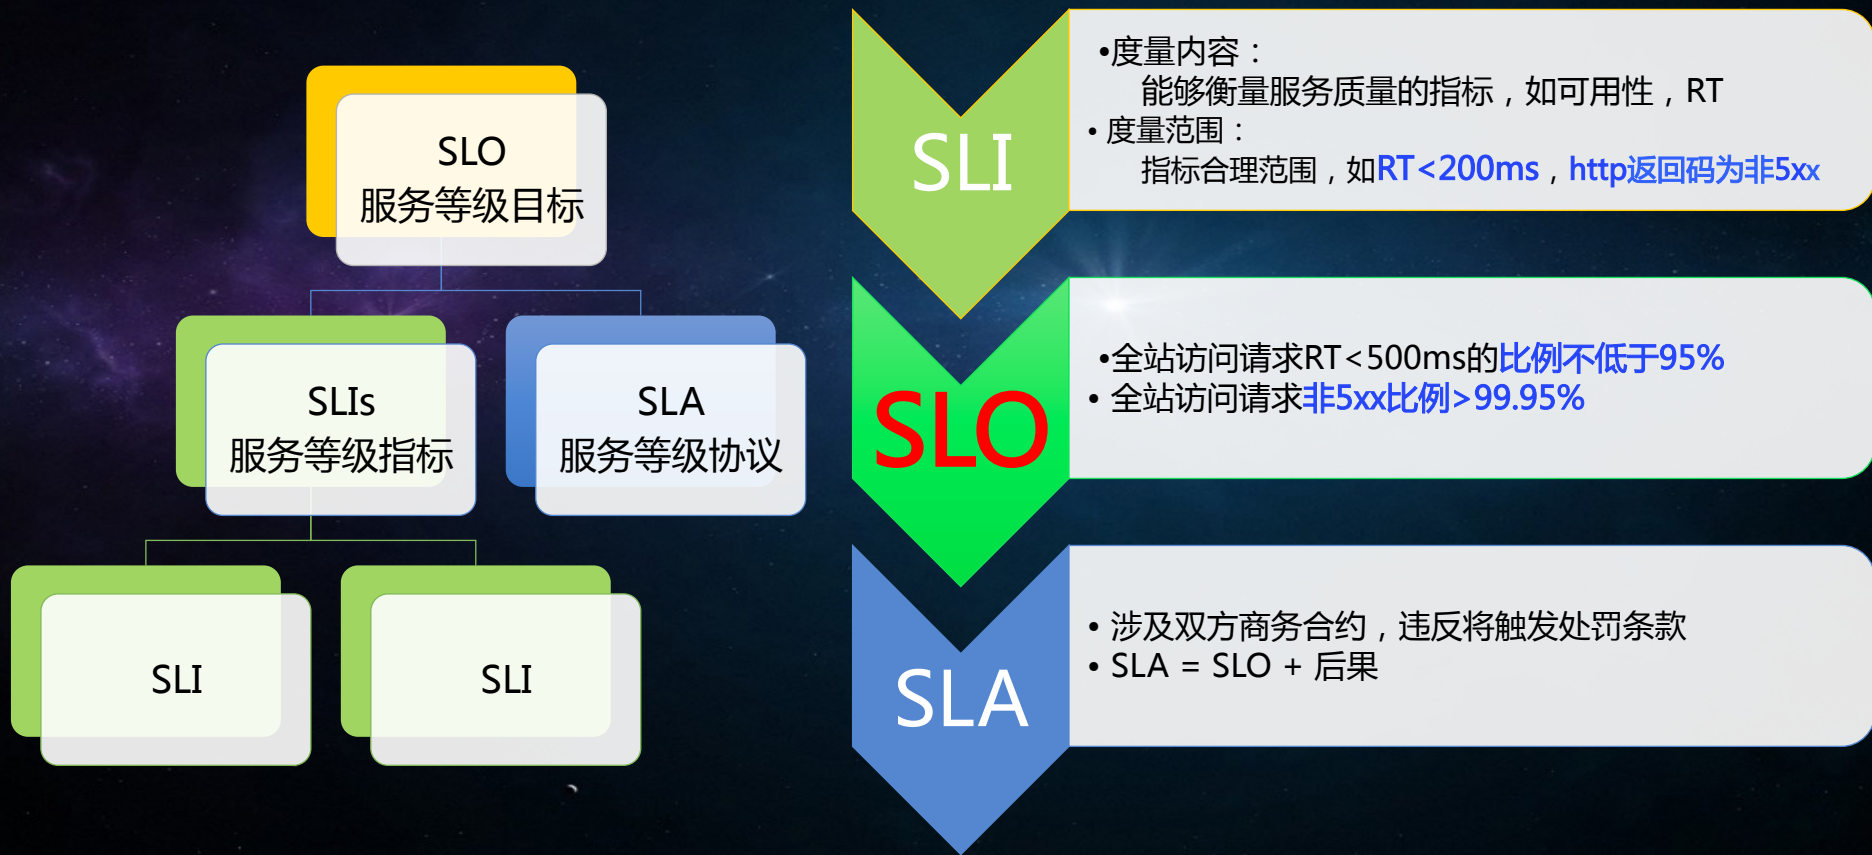 SLO
服务等级目标
SLIs
服务等级指标
SLA
服务等级协议
SLI
SLI
SLI
•度量内容：
能够衡量服务质量的指标，如可用性，RT
• 度量范围：
指标合理范围，如RT<200ms，http返回码为非5xx
SLO
•全站访问请求RT<500ms的比例不低于95%
• 全站访问请求非5xx比例>99.95%
SLA
• 涉及双方商务合约，违反将触发处罚条款
• SLA = SLO + 后果